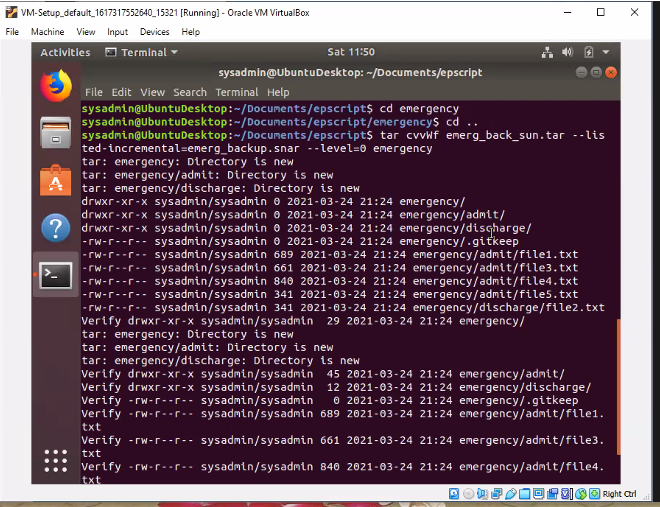 VM-Setup_default_1617317552640_15321 [Running] - Oracle VM VirtualBox
File Machine View Input Devices Help
Activities Terminal Sat 11:50
sysadmin@UbuntuDesktop: ~/Documents/epscript
File Edit View Search Terminal Help
sysadmin@UbuntuDesktop:~/Documents/epscript$ cd emergency
sysadmin@UbuntuDesktop:~/Documents/epscript/emergency$ cd ..
sysadmin@UbuntuDesktop:~/Documents/epscript$ tar cvvWf emerg_back_sun.tar --lis
ted-incremental=emerg_backup.snar --level=0 emergency
tar: emergency: Directory is new
tar: emergency/admit: Directory is new
tar: emergency/discharge: Directory is new
drwxr-xr-x sysadmin/sysadmin 0 2021-03-24 21:24 emergency/
drwxr-xr-x sysadmin/sysadmin 0 2021-03-24 21:24 emergency/admit/
drwxr-xr-x sysadmin/sysadmin 0 2021-03-24 21:24 emergency/discharge/
-rw-r--r-- sysadmin/sysadmin 0 2021-03-24 21:24 emergency/.gitkeep
-rw-r--r-- sysadmin/sysadmin 689 2021-03-24 21:24 emergency/admit/file1.txt
-rw-r--r-- sysadmin/sysadmin 661 2021-03-24 21:24 emergency/admit/file3.txt
-rw-r--r-- sysadmin/sysadmin 840 2021-03-24 21:24 emergency/admit/file4.txt
-rw-r--r-- sysadmin/sysadmin 341 2021-03-24 21:24 emergency/admit/file5.txt
-rw-r--r-- sysadmin/sysadmin 341 2021-03-24 21:24 emergency/discharge/file2.txt
Verify drwxr-xr-x sysadmin/sysadmin 29 2021-03-24 21:24 emergency/
tar: emergency: Directory is new
tar: emergency/admit: Directory is new
tar: emergency/discharge: Directory is new
Verify drwxr-xr-x sysadmin/sysadmin 45 2021-03-24 21:24 emergency/admit/
Verify drwxr-xr-x sysadmin/sysadmin 12 2021-03-24 21:24 emergency/discharge/
Verify -rw-r--r-- sysadmin/sysadmin 0 2021-03-24 21:24 emergency/.gitkeep
Verify -rw-r--r-- sysadmin/sysadmin 689 2021-03-24 21:24 emergency/admit/file1.
txt
Verify -rw-r--r-- sysadmin/sysadmin 661 2021-03-24 21:24 emergency/admit/file3.
txt
Verify -rw-r--r-- sysadmin/sysadmin 840 2021-03-24 21:24 emergency/admit/file4.
txt
Right Ctrl